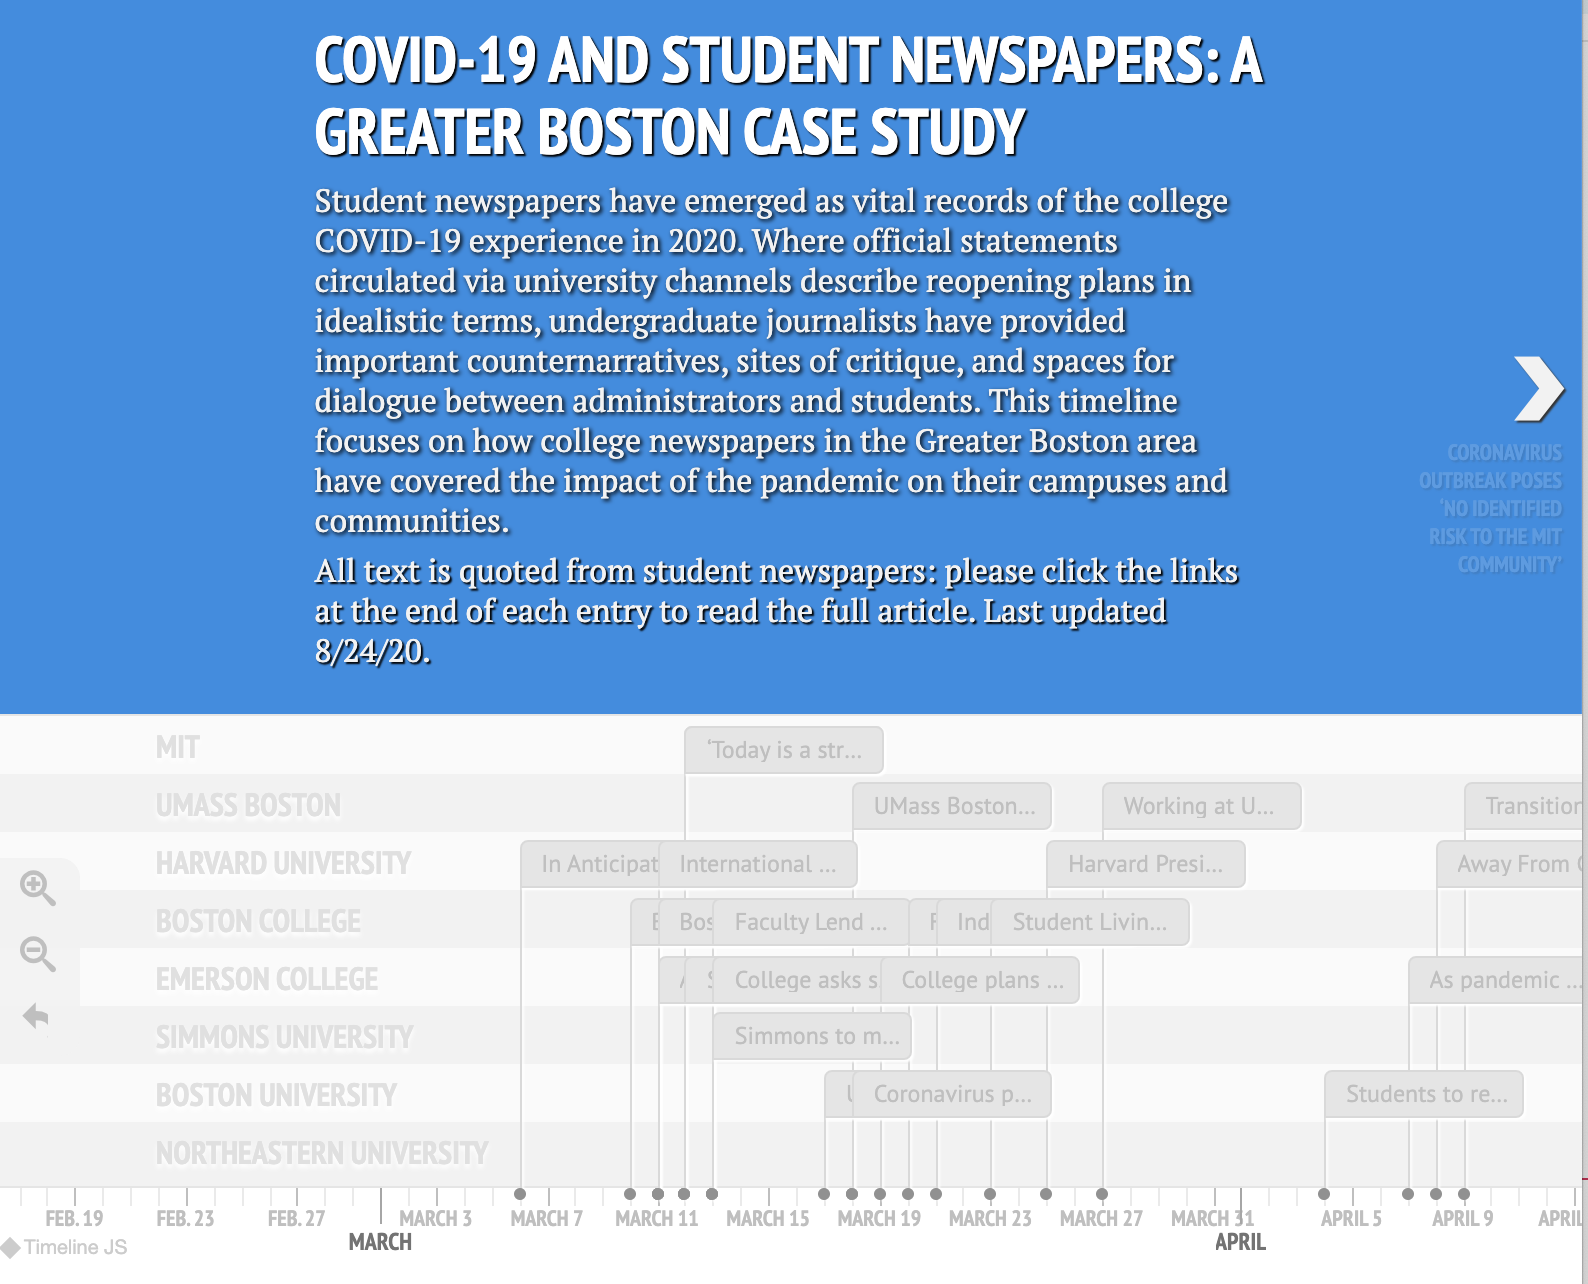 COVID-19 AND STUDENT NEWSPAPERS: A
GREATER BOSTON CASE STUDY
Student newspapers have emerged as vital records of the college
COVID-19 experience in 2020. Where official statements
circulated via university channels describe reopening plans in
idealistic terms, undergraduate journalists have provided
important counternarratives, sites of critique, and spaces for
dialogue between administrators and students. This timeline
focuses on how college newspapers in the Greater Boston area
have covered the impact of the pandemic on their campuses and
communities.
All text is quoted from student newspapers: please click the links
at the end of each entry to read the full article. Last updated
8/24/20.
CORONAVIRUS
OUTBREAK POSES
‘NO IDENTIFIED
RISK TO THE MIT
COMMUNITY’
MIT
‘Today is a str...
UMASS BOSTON
UMass Boston...
Working at U...
Transition
HARVARD UNIVERSITY
In Anticipat
International ...
Harvard Presi...
Away From
BOSTON COLLEGE
Bos
Faculty Lend ...
Ind
Student Livin...
EMERSON COLLEGE
College asks s
College plans ...
As pandemic ...
SIMMONS UNIVERSITY
Simmons to m...
BOSTON UNIVERSITY
Coronavirus p...
Students to re...
NORTHEASTERN UNIVERSITY
FEB. 19 FEB. 23 FEB. 27 MARCH 3 MARCH 7 MARCH 11 MARCH 15 MARCH 19 MARCH 23 MARCH 27 MARCH 31 APRIL 5 APRIL 9 APRIL
MARCH APRIL
Timeline JS